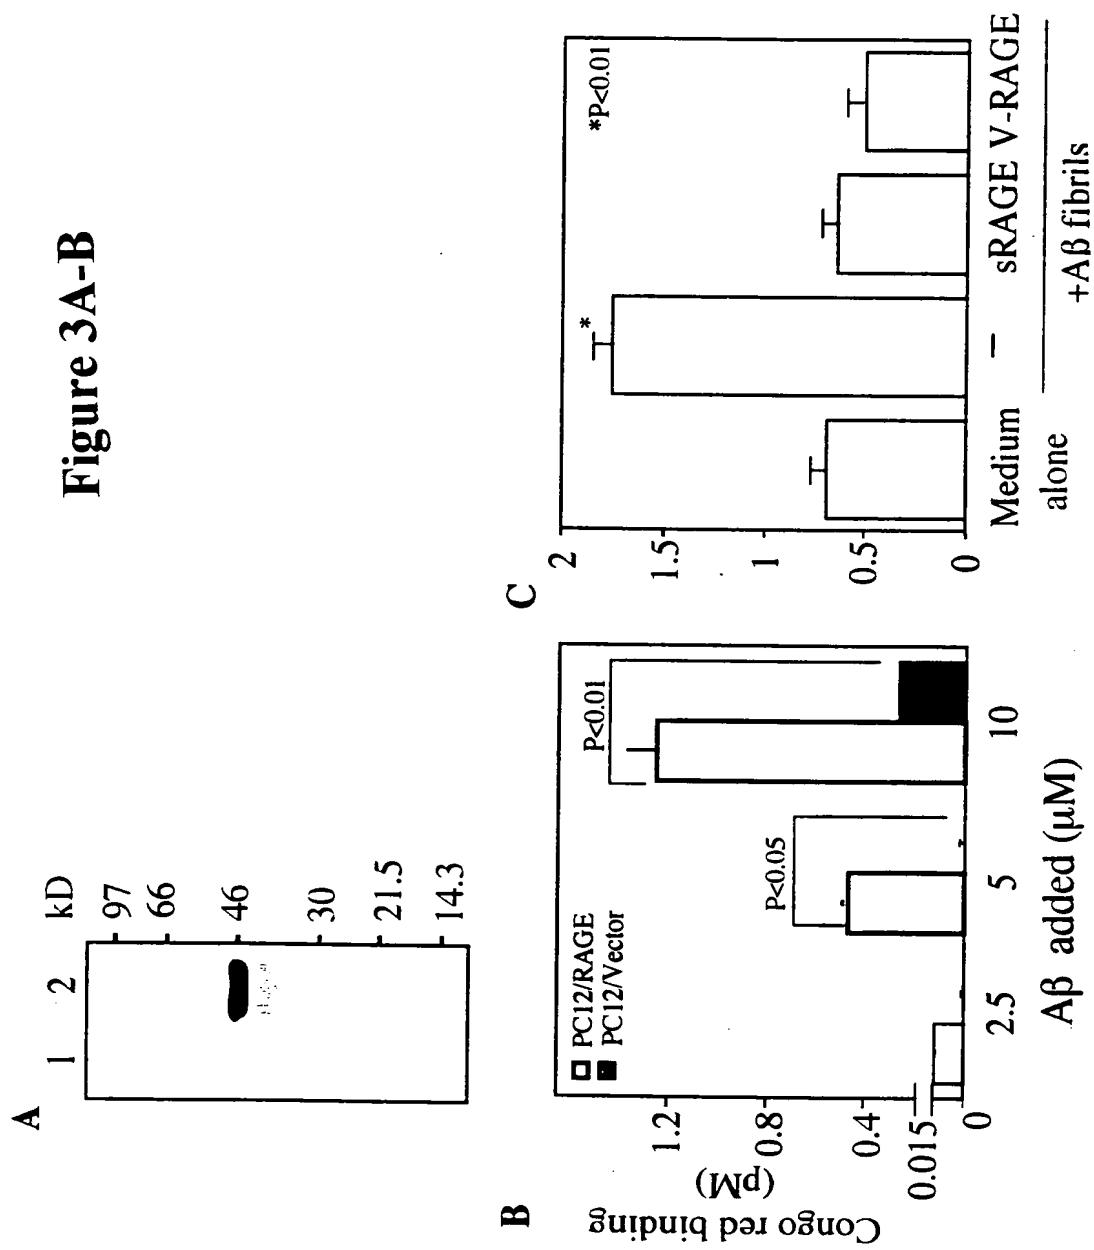 Figure 3A-B
A
1 2 kD
97
66
46
30
21.5
14.3
B
Congo red binding
(pM)
1.2
0.8
0.4
0.015
0
PC12/RAGE
PC12/Vector
P<0.05
P<0.01
2.5 5 10
Aβ added (μM)
C
2
1.5
1
0.5
0
*P<0.01
*
Medium
alone
– sRAGE V-RAGE
+Aß fibrils